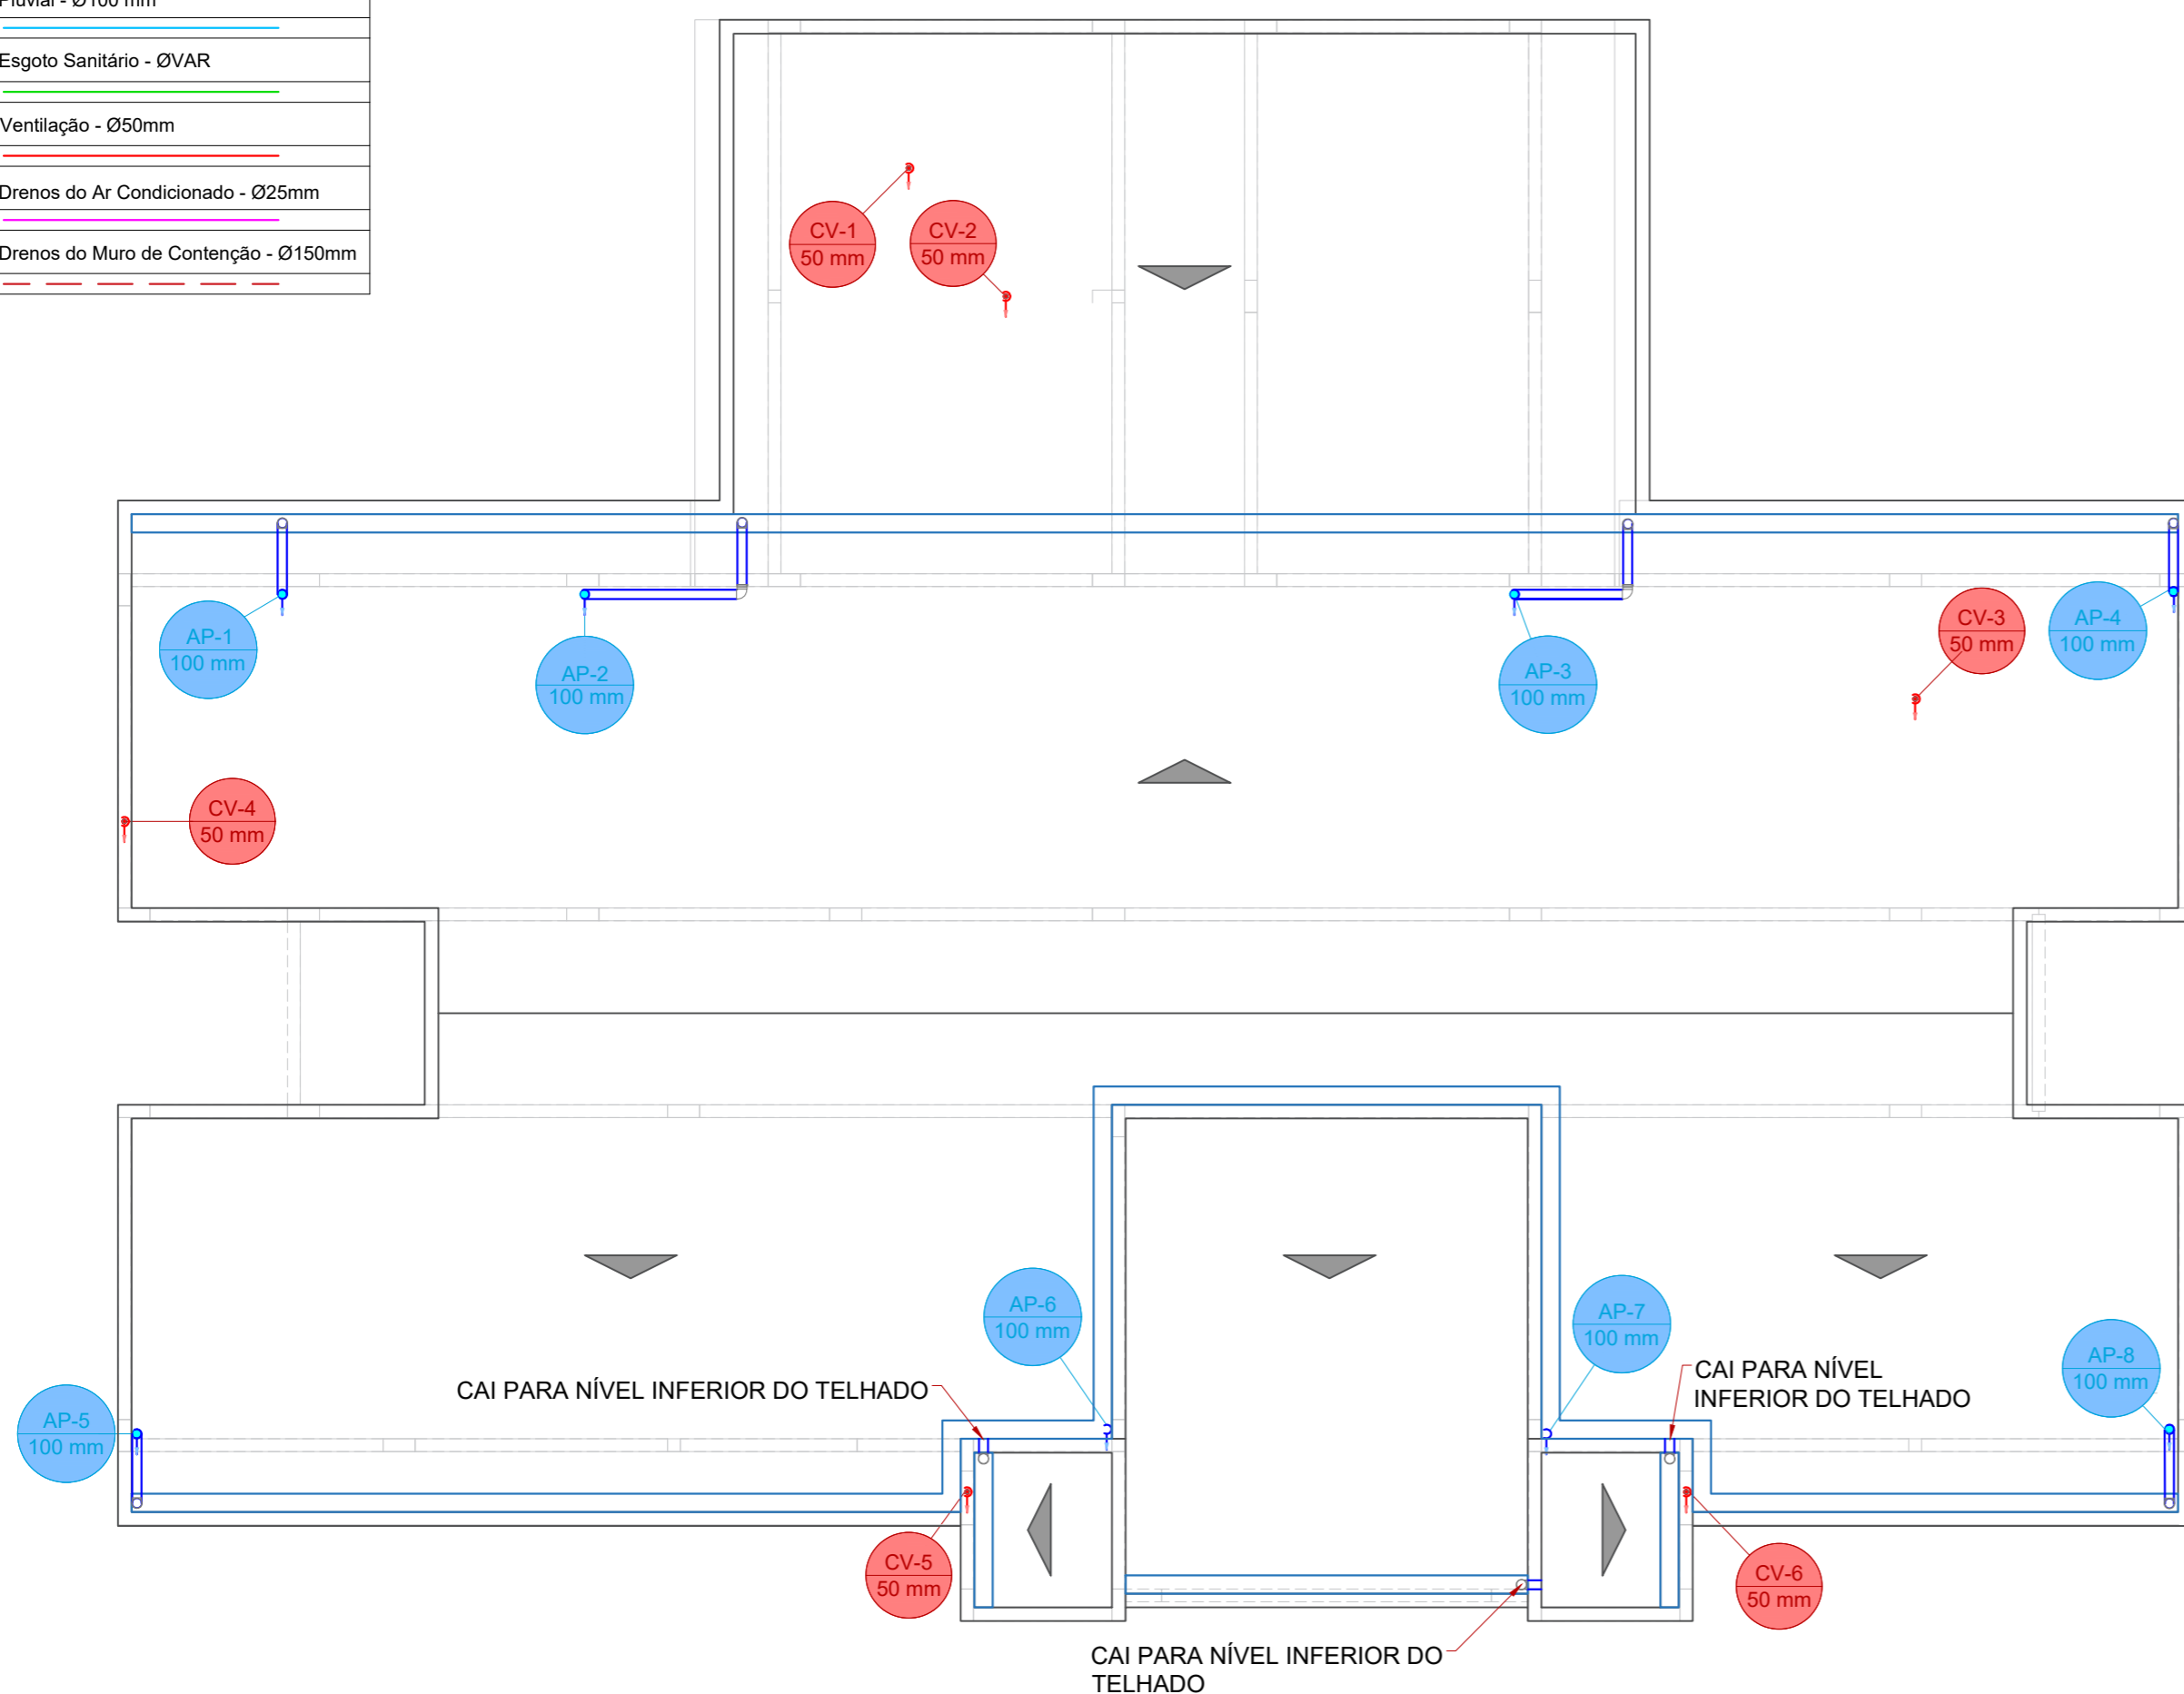 Pluvial - Ø100 mm
Esgoto Sanitário - ØVAR
Ventilação - Ø50mm
Drenos do Ar Condicionado - Ø25mm
Drenos do Muro de Contenção - Ø150mm
CV-1
50 mm
CV-2
50 mm
AP-1
100 mm
AP-2
100 mm
AP-3
100 mm
CV-3
50 mm
AP-4
100 mm
CV-4
50 mm
AP-6
100 mm
AP-7
100 mm
AP-8
100 mm
CAI PARA NÍVEL INFERIOR DO TELHADO
CAI PARA NÍVEL
INFERIOR DO TELHADO
AP-5
100 mm
CV-5
50 mm
CV-6
50 mm
CAI PARA NÍVEL INFERIOR DO
TELHADO